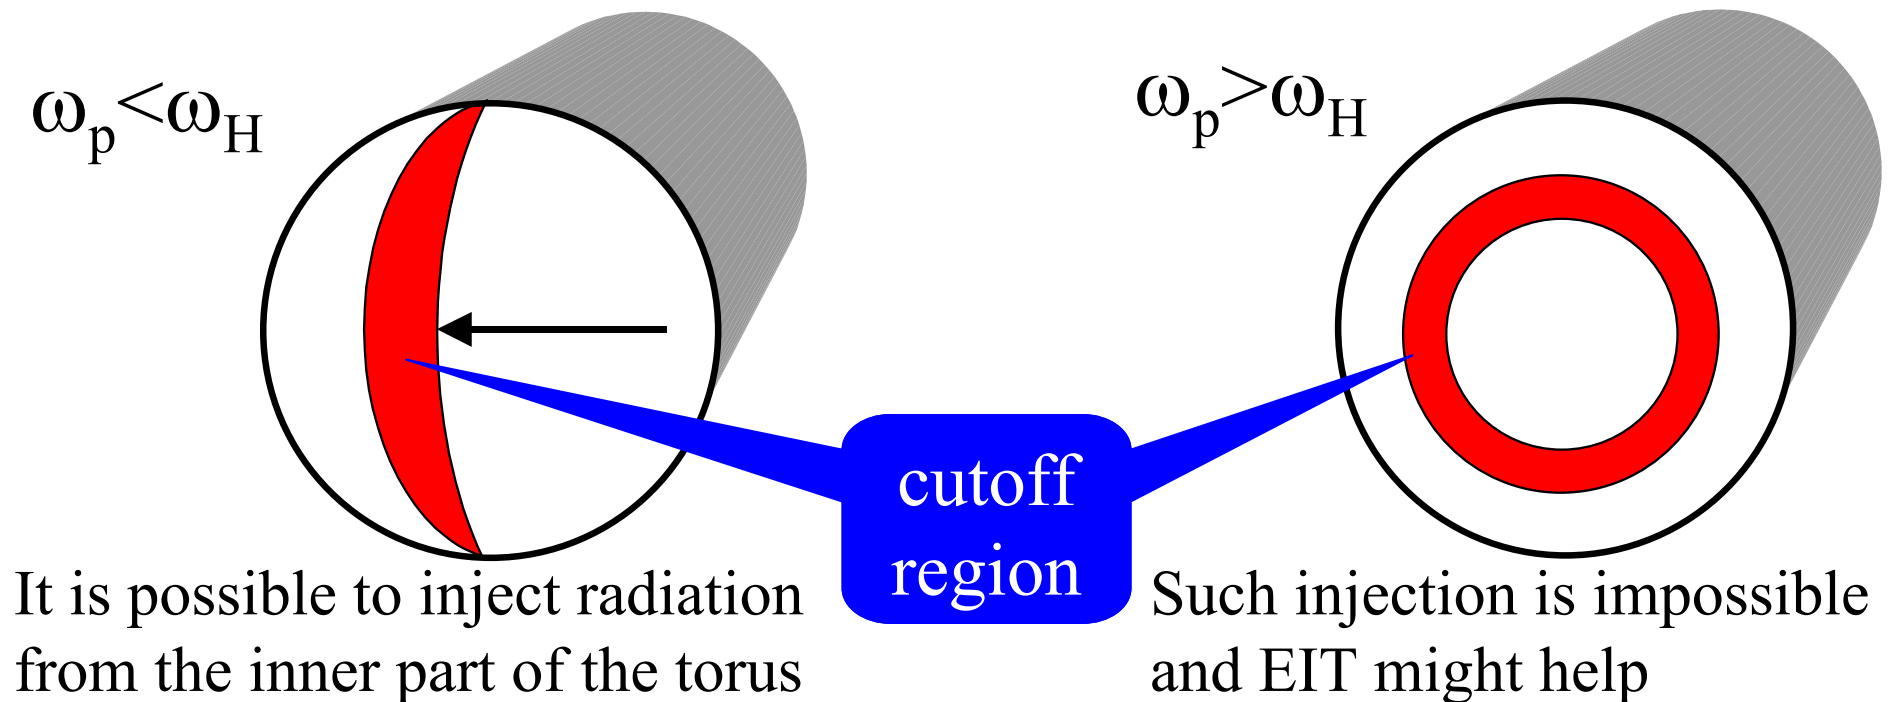 ωp<ωH
ωp>ωH
cutoff
region
It is possible to inject radiation
from the inner part of the torus
Such injection is impossible
and EIT might help